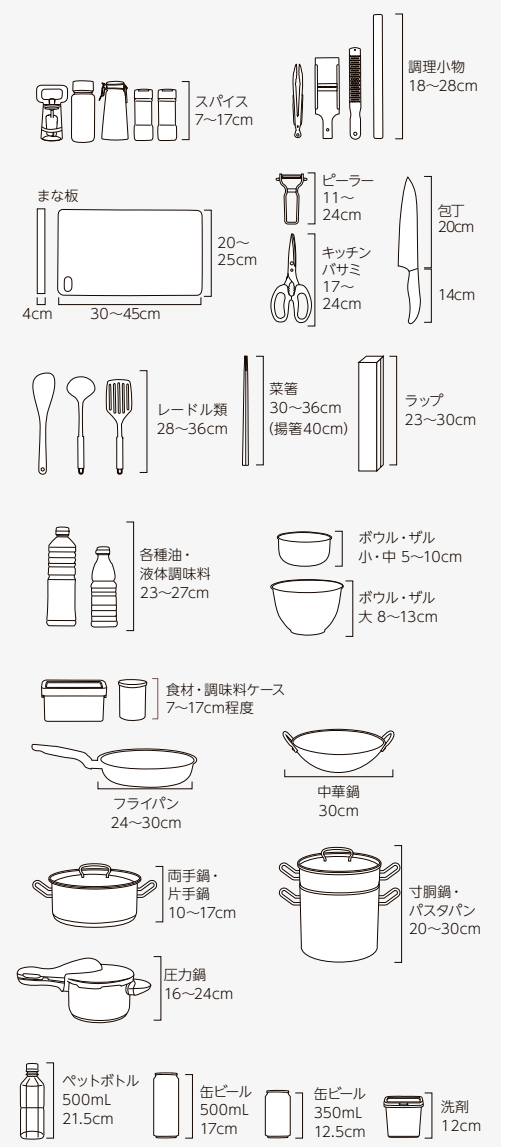 スパイス
7〜17cm
調理小物
18〜28cm
まな板
20〜
25cm
4cm
30〜45cm
ピーラー
11〜
24cm
キッチン
バサミ
17〜
24cm
包丁
20cm
14cm
レードル類
28〜36cm
菜箸
30〜36cm
(揚箸40cm)
ラップ
23〜30cm
各種油・
液体調味料
23〜27cm
ボウル・ザル
小・中 5〜10cm
ボウル・ザル
大 8〜13cm
食材・調味料ケース
7〜17cm程度
フライパン
24〜30cm
中華鍋
30cm
両手鍋・
片手鍋
10〜17cm
寸胴鍋・
パスタパン
20〜30cm
圧力鍋
16〜24cm
ペットボトル
500mL
21.5cm
缶ビール
500mL
17cm
缶ビール
350mL
12.5cm
洗剤
12cm